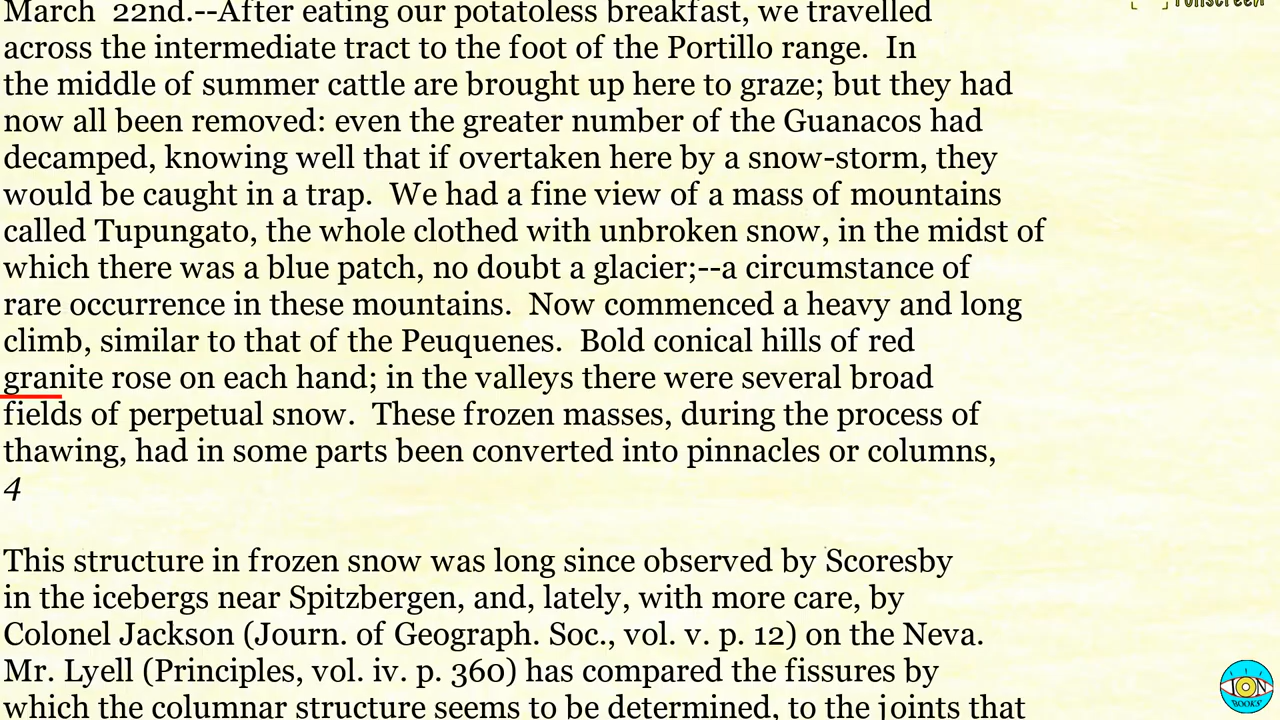 March  22nd.--After eating our potatoless breakfast, we travelled
across the intermediate tract to the foot of the Portillo range.  In
the middle of summer cattle are brought up here to graze; but they had
now all been removed: even the greater number of the Guanacos had
decamped, knowing well that if overtaken here by a snow-storm, they
would be caught in a trap.  We had a fine view of a mass of mountains
called Tupungato, the whole clothed with unbroken snow, in the midst of
which there was a blue patch, no doubt a glacier;--a circumstance of
rare occurrence in these mountains.  Now commenced a heavy and long
climb, similar to that of the Peuquenes.  Bold conical hills of red
granite rose on each hand; in the valleys there were several broad
fields of perpetual snow.  These frozen masses, during the process of
thawing, had in some parts been converted into pinnacles or columns,
4
This structure in frozen snow was long since observed by Scoresby
in the icebergs near Spitzbergen, and, lately, with more care, by
Colonel Jackson (Journ. of Geograph. Soc., vol. v. p. 12) on the Neva.
Mr. Lyell (Principles, vol. iv. p. 360) has compared the fissures by
which the columnar structure seems to be determined, to the joints that
ION
BOOKS